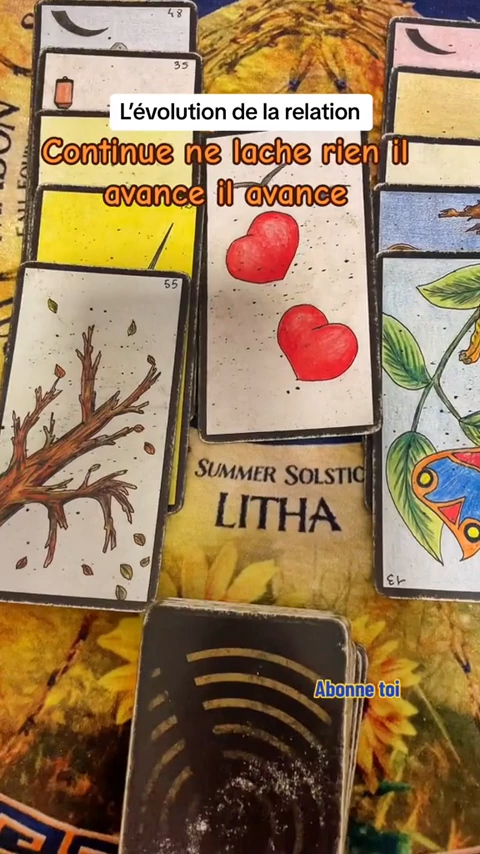 48
35
L'évolution de la relation
Continue ne lache rien il
avance il avance
55
SUMMER SOLSTIC
LITHA
13
Abonne toi